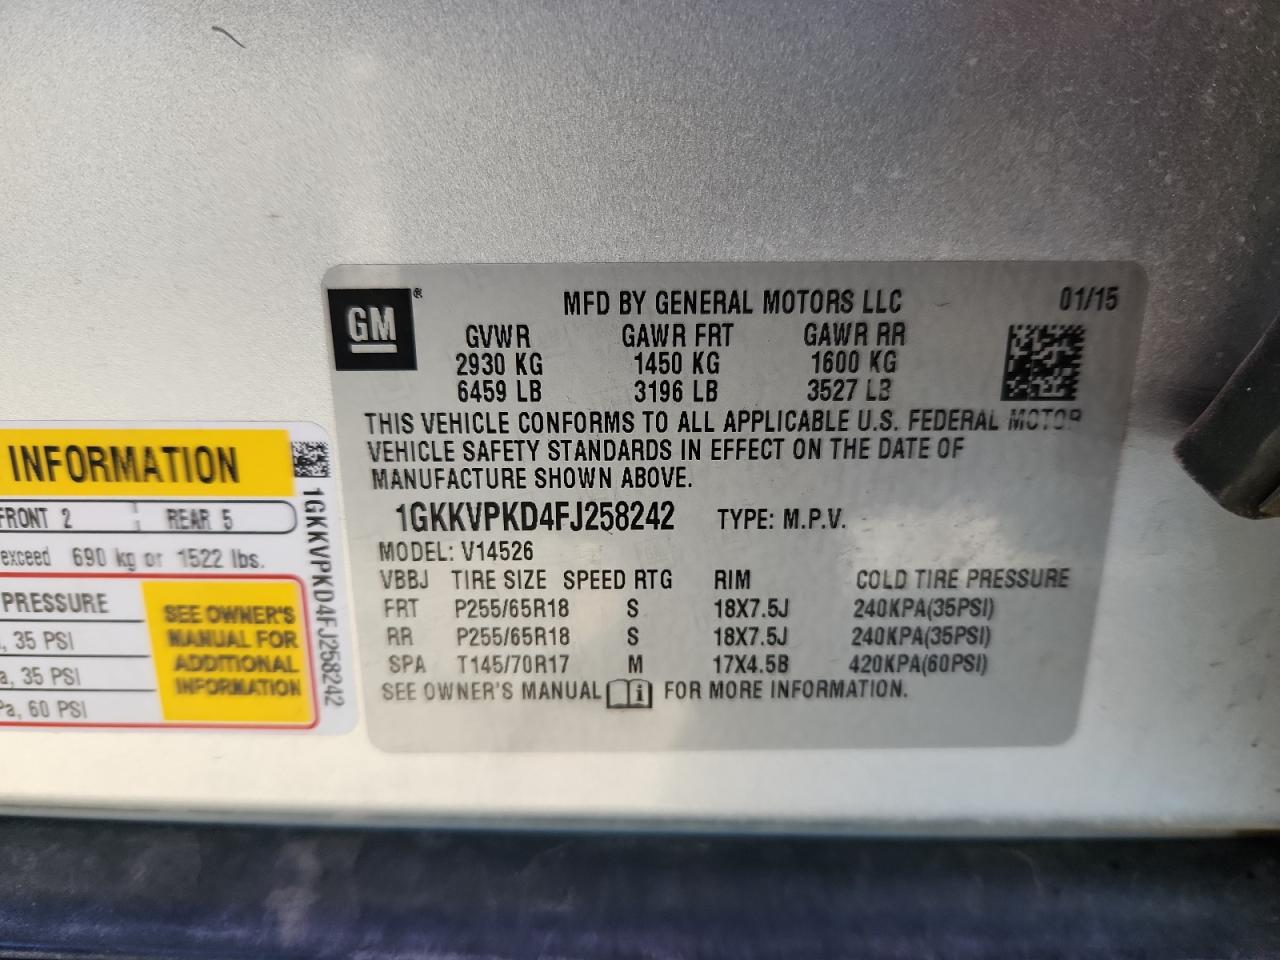 GM®
MFD BY GENERAL MOTORS LLC 01/15
GVWR GAWR FRT GAWR RR
2930 KG 1450 KG 1600 KG
6459 LB 3196 LB 3527 LB
THIS VEHICLE CONFORMS TO ALL APPLICABLE U.S. FEDERAL MOTOR
VEHICLE SAFETY STANDARDS IN EFFECT ON THE DATE OF
MANUFACTURE SHOWN ABOVE.
1GKKVPKD4FJ258242 TYPE: M.P.V.
MODEL: V14526
VBBJ TIRE SIZE SPEED RTG RIM COLD TIRE PRESSURE
FRT P255/65R18 S 18X7.5J 240KPA(35PSI)
RR P255/65R18 S 18X7.5J 240KPA(35PSI)
SPA T145/70R17 M 17X4.5B 420KPA(60PSI)
SEE OWNER'S MANUAL i FOR MORE INFORMATION.
INFORMATION
FRONT 2 REAR 5
exceed 690 kg or 1522 lbs.
PRESSURE
, 35 PSI
a, 35 PSI
Pa, 60 PSI
SEE OWNER'S
MANUAL FOR
ADDITIONAL
INFORMATION
1GKKVPKD4FJ258242